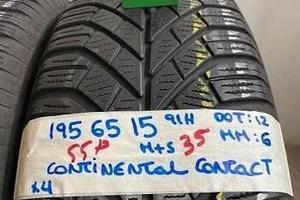 195 65 15 91H DOT: 12
55P M+S 35 MM: 6
CONTINENTAL CONTACT
x4